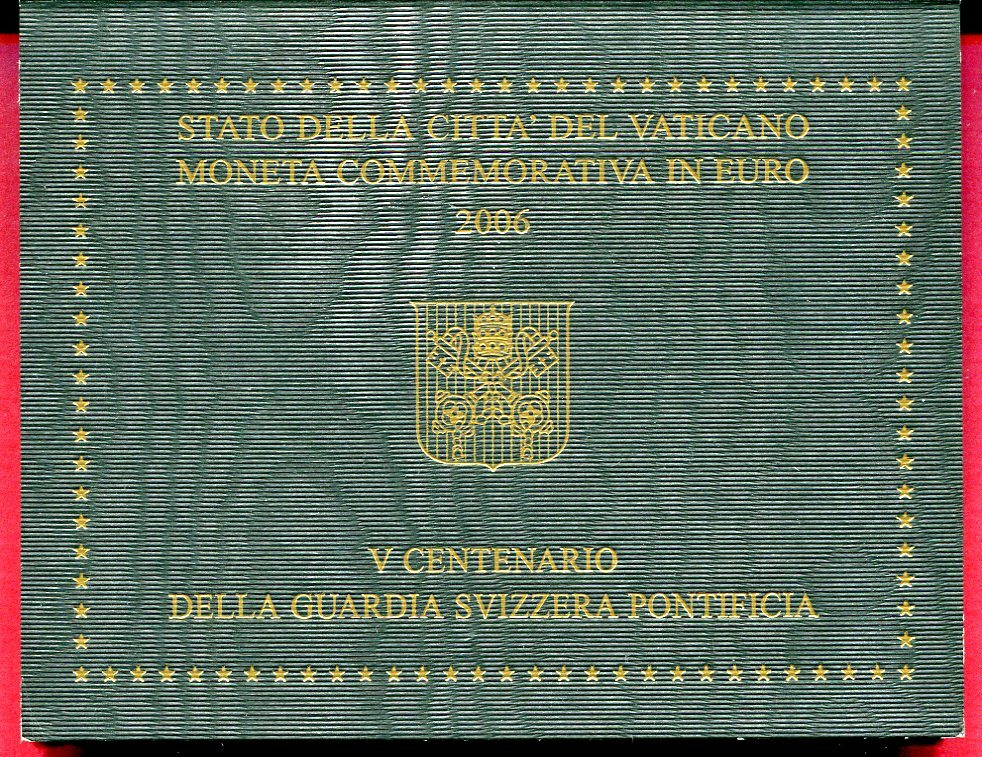 STATO DELLA CITTA' DEL VATICANO
MONETA COMMEMORATIVA IN EURO
2006
V CENTENARIO
DELLA GUARDIA SVIZZERA PONTIFICIA